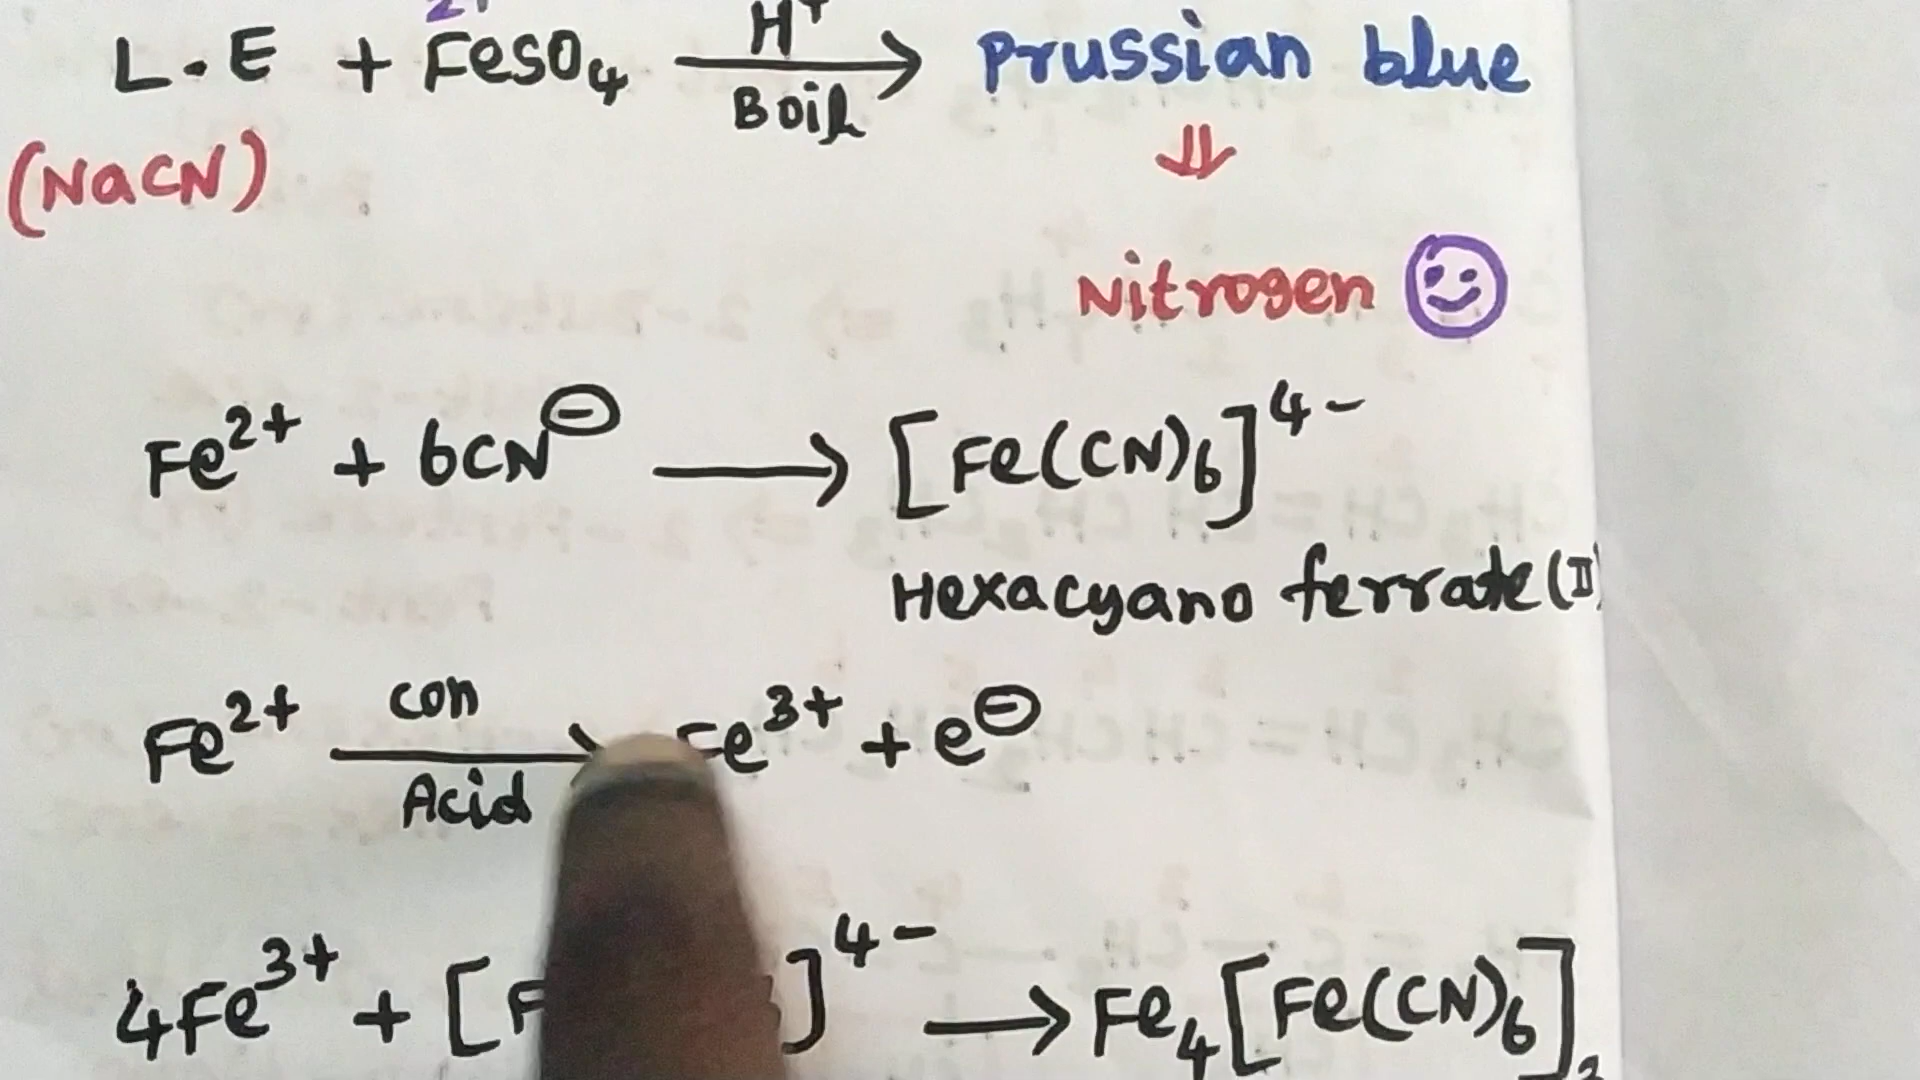 L.E + FeSO4 H+ Boil → Prussian blue
(NaCN) ⇓
Nitrogen
Fe2+ + 6CN⊖ → [Fe(CN)6]4-
Hexacyano ferrate (II)
Fe2+ con Acid → Fe3+ + e⊖
4Fe3+ + [F ]4- → Fe4[Fe(CN)6]